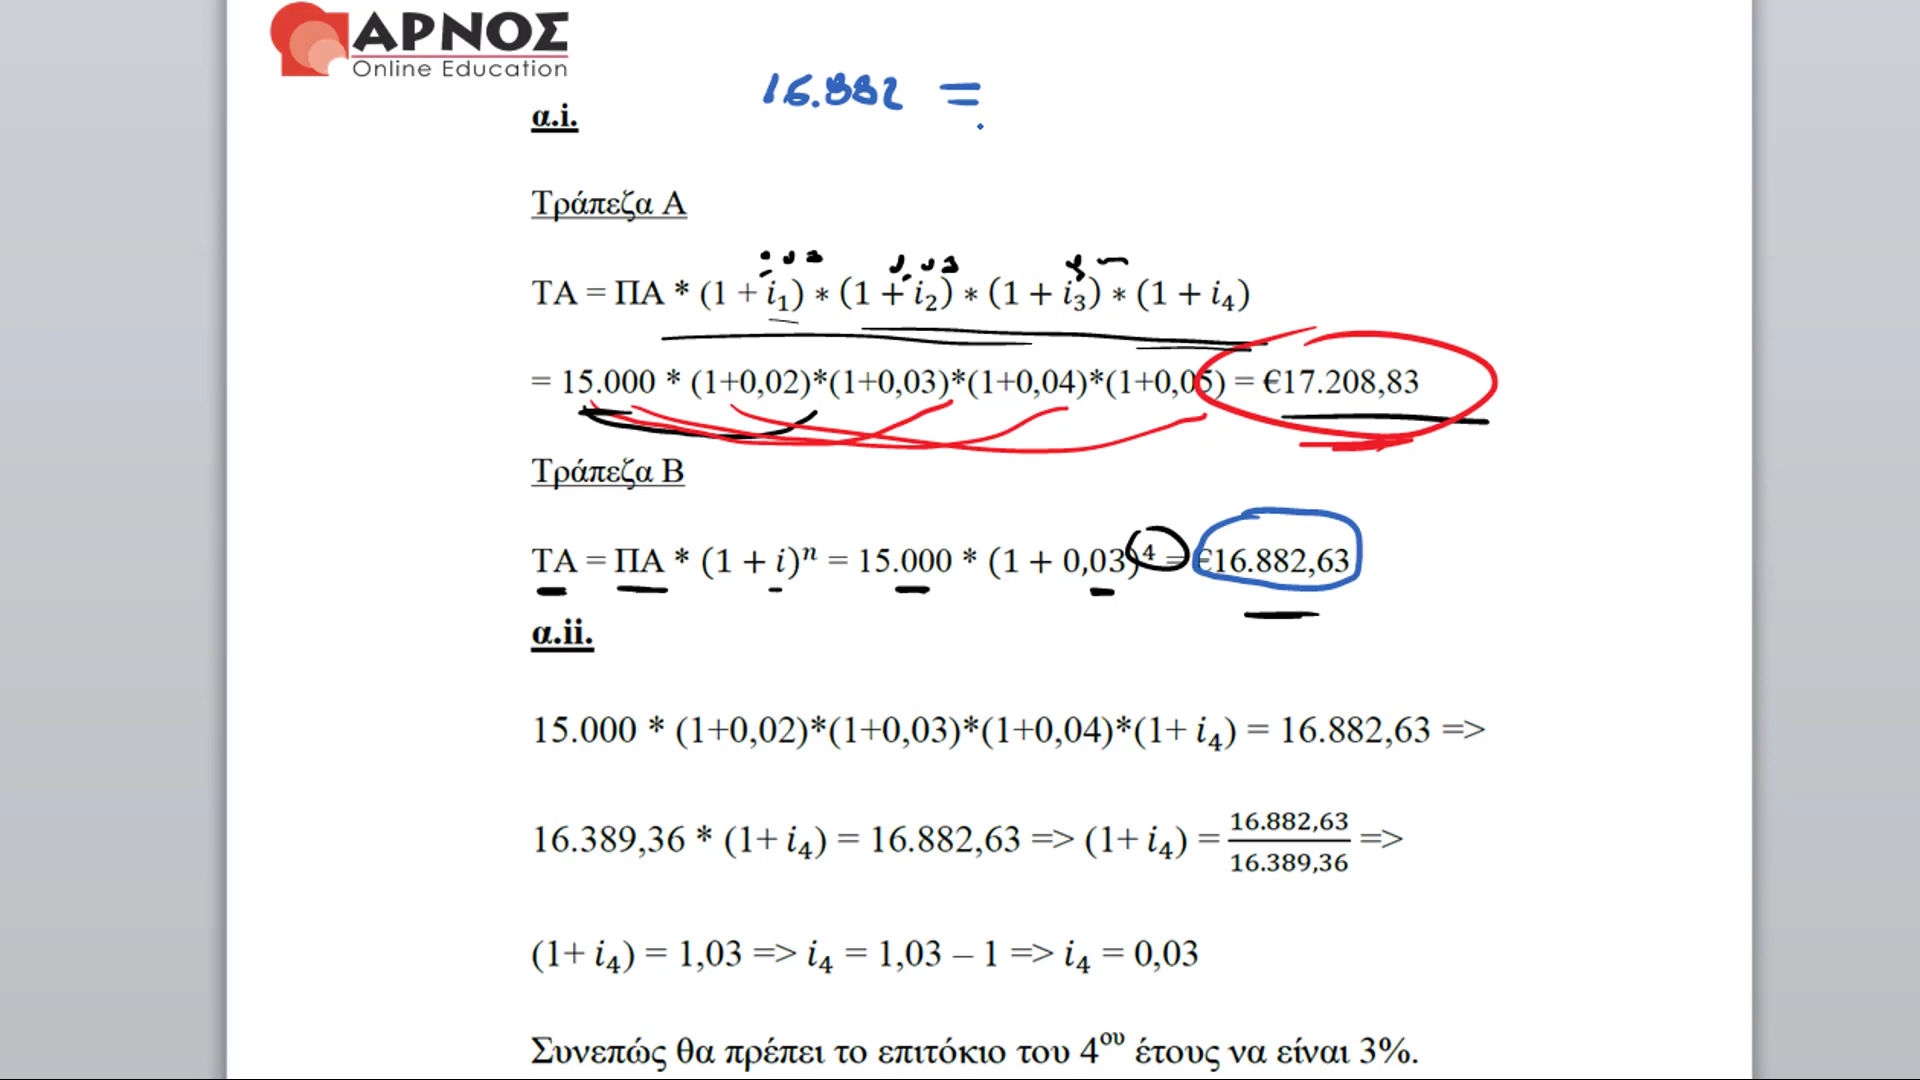 ΑΡΝΟΣ
Online Education
16.882 =
α.i.
Τράπεζα Α
ΤΑ = ΠΑ * (1 + i₁) * (1 + i₂) * (1 + i₃) * (1 + i₄)
= 15.000 * (1+0,02)*(1+0,03)*(1+0,04)*(1+0,05) = €17.208,83
Τράπεζα Β
ΤΑ = ΠΑ * (1 + i)ⁿ = 15.000 * (1 + 0,03)⁴ = €16.882,63
α.ii.
15.000 * (1+0,02)*(1+0,03)*(1+0,04)*(1+ i₄) = 16.882,63 =>
16.389,36 * (1+ i₄) = 16.882,63 => (1+ i₄) = 16.882,63/16.389,36 =>
(1+ i₄) = 1,03 => i₄ = 1,03 – 1 => i₄ = 0,03
Συνεπώς θα πρέπει το επιτόκιο του 4ου έτους να είναι 3%.